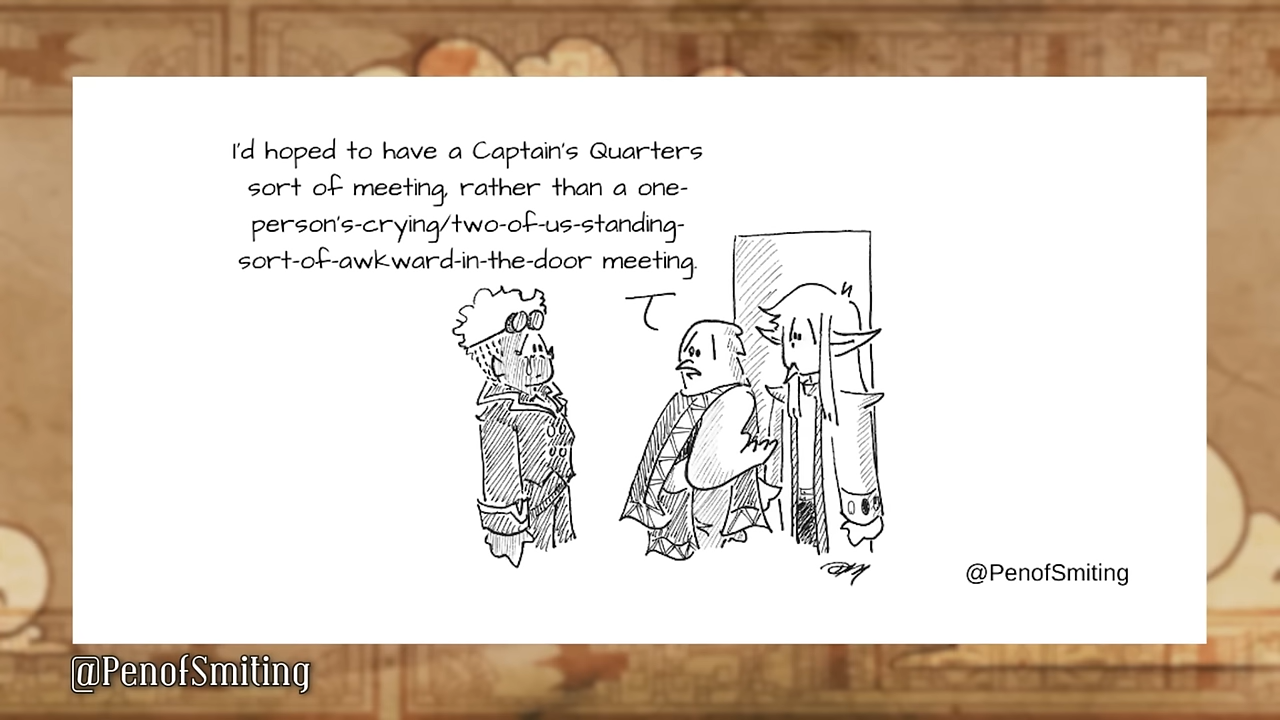 I'd hoped to have a Captain's Quarters
sort of meeting, rather than a one-
person's-crying/two-of-us-standing-
sort-of-awkward-in-the-door meeting.
@PenofSmiting
@PenofSmiting